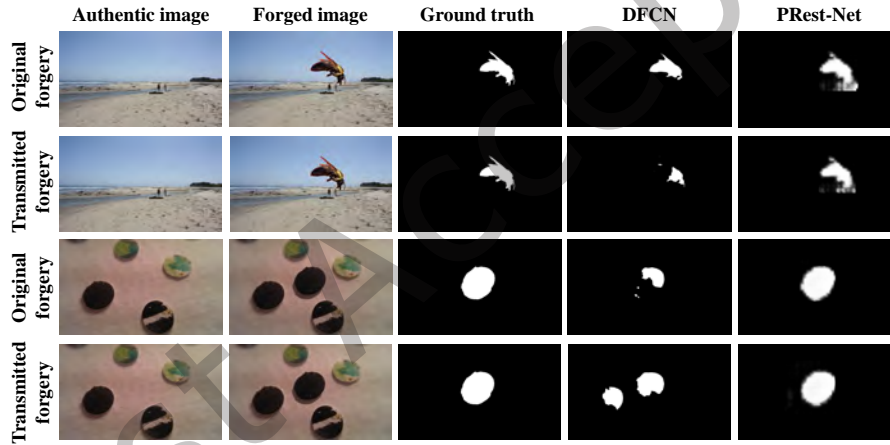 Authentic image Forged image Ground truth DFCN PRest-Net
Original
forgery
Transmitted
forgery
Original
forgery
Transmitted
forgery